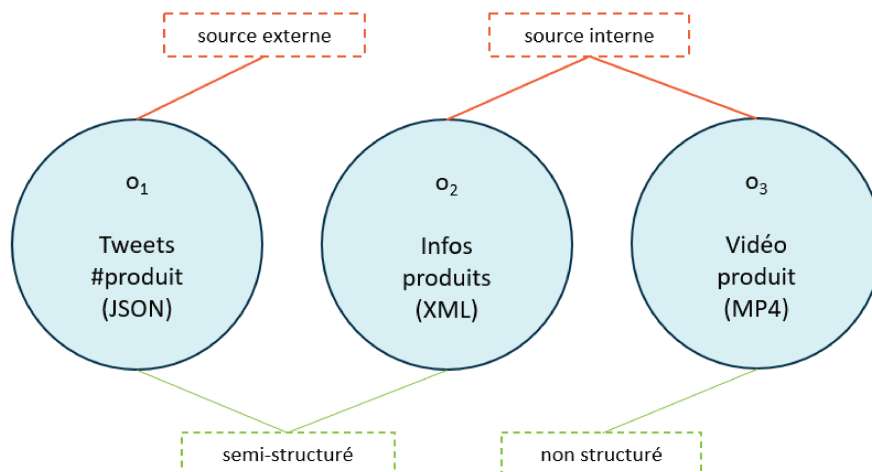 source externe
source interne
o₁
Tweets
#produit
(JSON)
o₂
Infos
produits
(XML)
o₃
Vidéo
produit
(MP4)
semi-structuré
non structuré